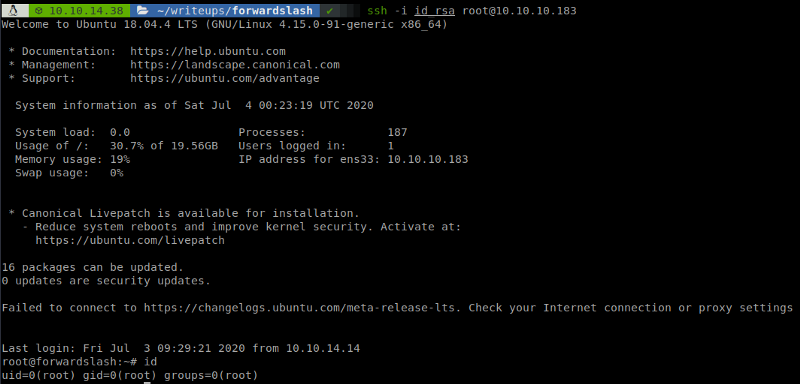 10.10.14.38 ~/writeups/forwardslash ✔ ssh -i id_rsa root@10.10.10.183
Welcome to Ubuntu 18.04.4 LTS (GNU/Linux 4.15.0-91-generic x86_64)
* Documentation: https://help.ubuntu.com
* Management: https://landscape.canonical.com
* Support: https://ubuntu.com/advantage
System information as of Sat Jul 4 00:23:19 UTC 2020
System load: 0.0 Processes: 187
Usage of /: 30.7% of 19.56GB Users logged in: 1
Memory usage: 19% IP address for ens33: 10.10.10.183
Swap usage: 0%
* Canonical Livepatch is available for installation.
- Reduce system reboots and improve kernel security. Activate at:
https://ubuntu.com/livepatch
16 packages can be updated.
0 updates are security updates.
Failed to connect to https://changelogs.ubuntu.com/meta-release-lts. Check your Internet connection or proxy settings
Last login: Fri Jul 3 09:29:21 2020 from 10.10.14.14
root@forwardslash:~# id
uid=0(root) gid=0(root) groups=0(root)